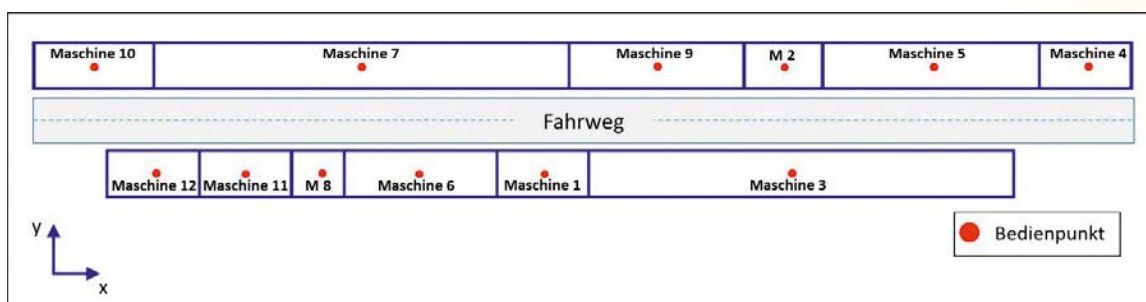 Maschine 10
Maschine 7
Maschine 9
M 2
Maschine 5
Maschine 4
Fahrweg
Maschine 12
Maschine 11
M 8
Maschine 6
Maschine 1
Maschine 3
y
x
Bedienpunkt